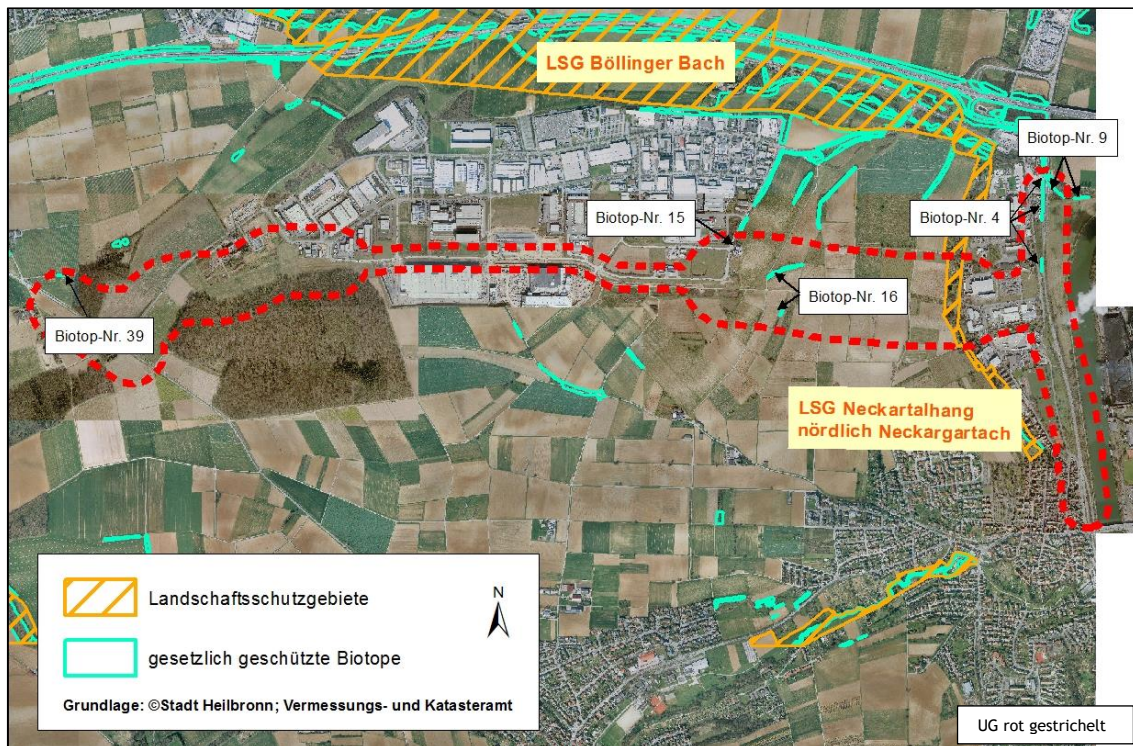 LSG Böllinger Bach
Biotop-Nr. 9
Biotop-Nr. 15
Biotop-Nr. 4
Biotop-Nr. 16
Biotop-Nr. 39
LSG Neckartalhang
nördlich Neckargartach
N
Landschaftsschutzgebiete
gesetzlich geschützte Biotope
Grundlage: ©Stadt Heilbronn; Vermessungs- und Katasteramt
UG rot gestrichelt